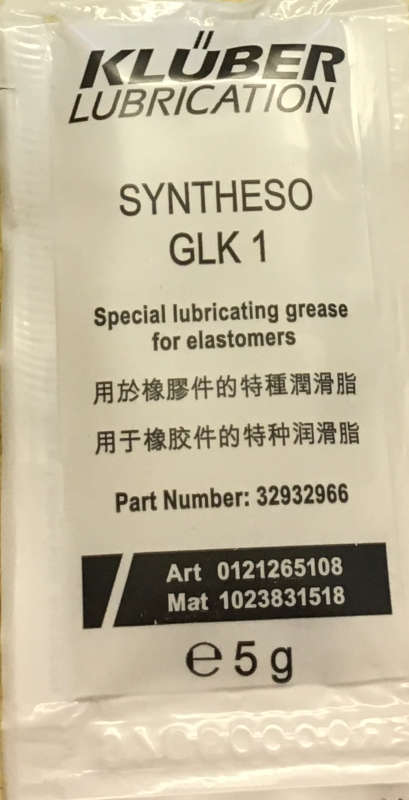 KLÜBER
LUBRICATION
SYNTHESO
GLK 1
Special lubricating grease
for elastomers
用於橡膠件的特種潤滑脂
用于橡胶件的特种润滑脂
Part Number: 32932966
Art 0121265108
Mat 1023831518
℮ 5 g